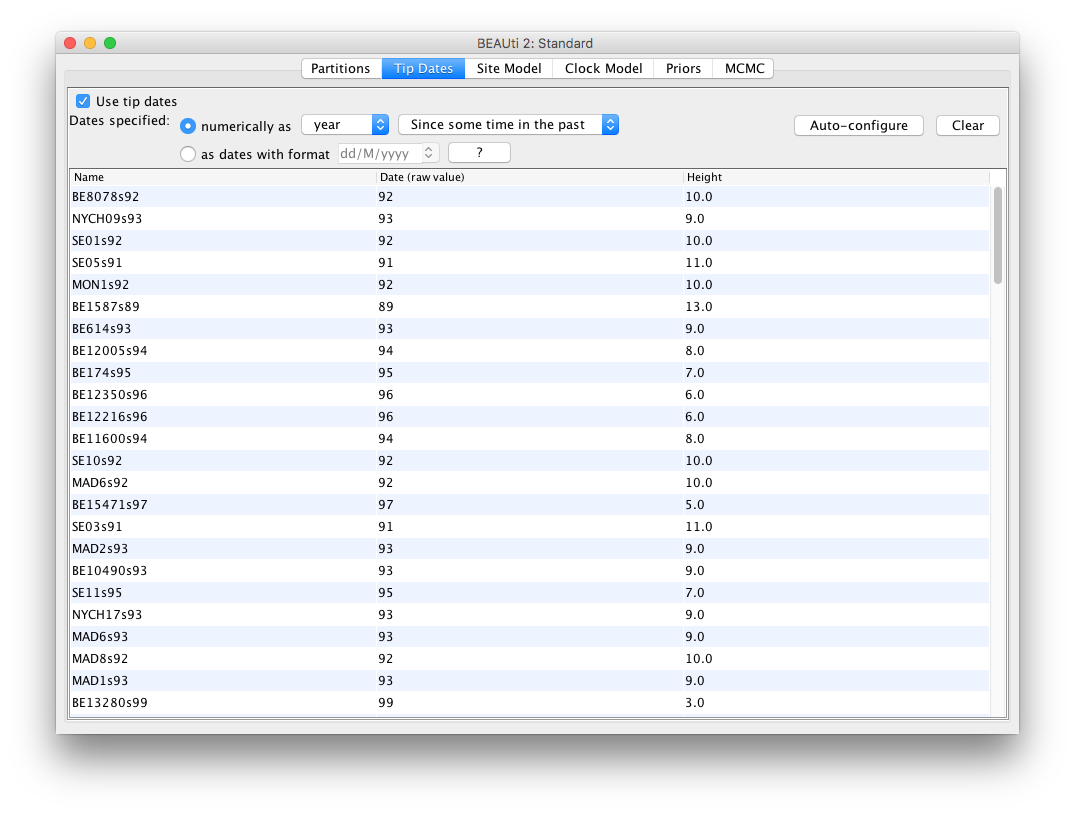 BEAUti 2: Standard
Partitions Tip Dates Site Model Clock Model Priors MCMC
Use tip dates
Dates specified: numerically as year Since some time in the past Auto-configure Clear
as dates with format dd/M/yyyy ?
Name Date (raw value) Height
BE8078s92 92 10.0
NYCH09s93 93 9.0
SE01s92 92 10.0
SE05s91 91 11.0
MON1s92 92 10.0
BE1587s89 89 13.0
BE614s93 93 9.0
BE12005s94 94 8.0
BE174s95 95 7.0
BE12350s96 96 6.0
BE12216s96 96 6.0
BE11600s94 94 8.0
SE10s92 92 10.0
MAD6s92 92 10.0
BE15471s97 97 5.0
SE03s91 91 11.0
MAD2s93 93 9.0
BE10490s93 93 9.0
SE11s95 95 7.0
NYCH17s93 93 9.0
MAD6s93 93 9.0
MAD8s92 92 10.0
MAD1s93 93 9.0
BE13280s99 99 3.0